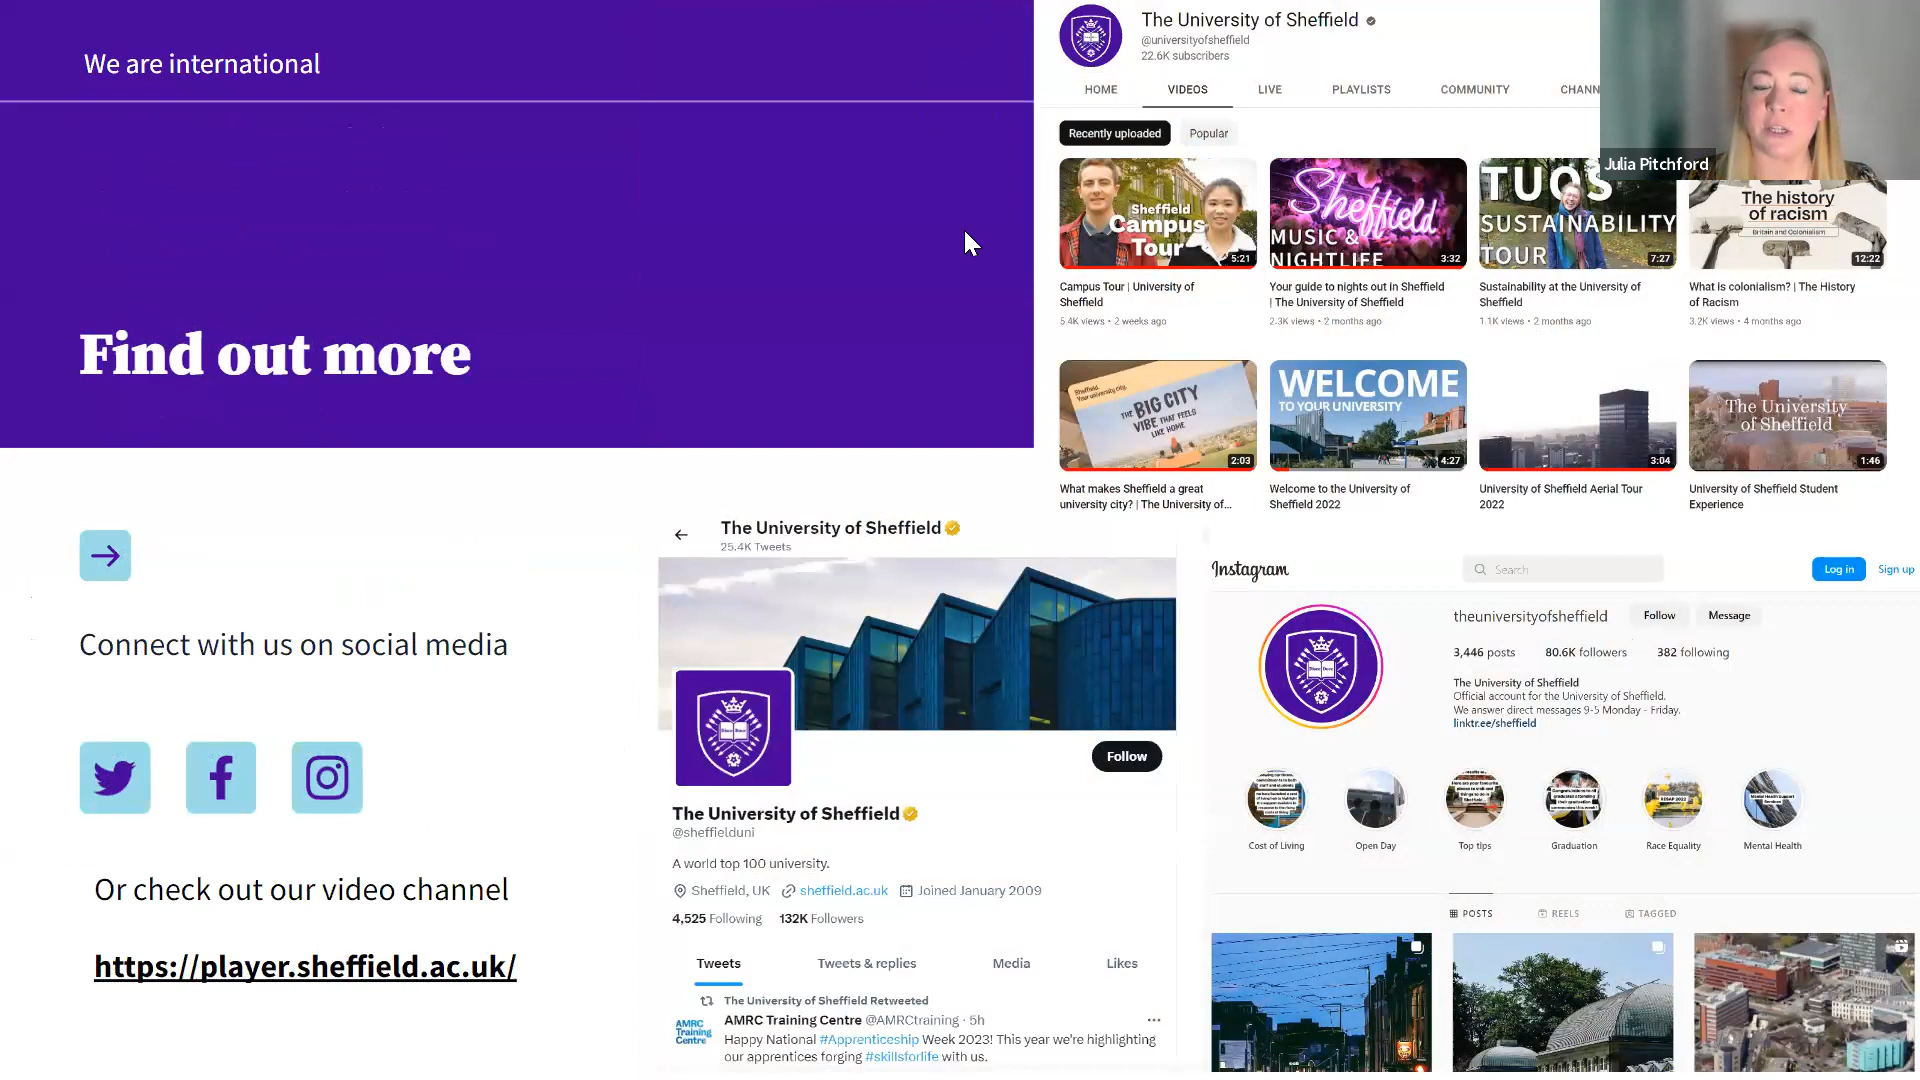 We are international
Find out more
Connect with us on social media
Or check out our video channel
https://player.sheffield.ac.uk/
The University of Sheffield
@universityofsheffield
22.6K subscribers
HOME
VIDEOS
LIVE
PLAYLISTS
COMMUNITY
CHANN
Julia Pitchford
Recently uploaded
Popular
Sheffield
Campus
Tour
5:21
Sheffield
MUSIC &
NIGHTLIFE
3:32
TUOS
SUSTAINABILITY
TOUR
7:27
The history
of racism
Britain and Colonialism
12:22
Campus Tour | University of
Sheffield
5.4K views • 2 weeks ago
Your guide to nights out in Sheffield
| The University of Sheffield
2.3K views • 2 months ago
Sustainability at the University of
Sheffield
1.1K views • 2 months ago
What is colonialism? | The History
of Racism
3.2K views • 4 months ago
Sheffield.
Your university city.
THE BIG CITY
VIBE THAT FEELS
LIKE HOME
2:03
WELCOME
TO YOUR UNIVERSITY
4:27
3:04
The University
of Sheffield
1:46
What makes Sheffield a great
university city? | The University of...
Welcome to the University of
Sheffield 2022
University of Sheffield Aerial Tour
2022
University of Sheffield Student
Experience
The University of Sheffield
25.4K Tweets
Follow
The University of Sheffield
@sheffielduni
A world top 100 university.
Sheffield, UK sheffield.ac.uk Joined January 2009
4,525 Following 132K Followers
Tweets
Tweets & replies
Media
Likes
The University of Sheffield Retweeted
AMRC
Training
Centre
AMRC Training Centre @AMRCtraining · 5h
Happy National #Apprenticeship Week 2023! This year we're highlighting
our apprentices forging #skillsforlife with us.
Instagram
Search
Log in
Sign up
theuniversityofsheffield
Follow
Message
3,446 posts 80.6K followers 382 following
The University of Sheffield
Official account for the University of Sheffield.
We answer direct messages 9-5 Monday - Friday.
linktr.ee/sheffield
Cost of Living
Open Day
Top tips
Graduation
Race Equality
Mental Health
POSTS
REELS
TAGGED